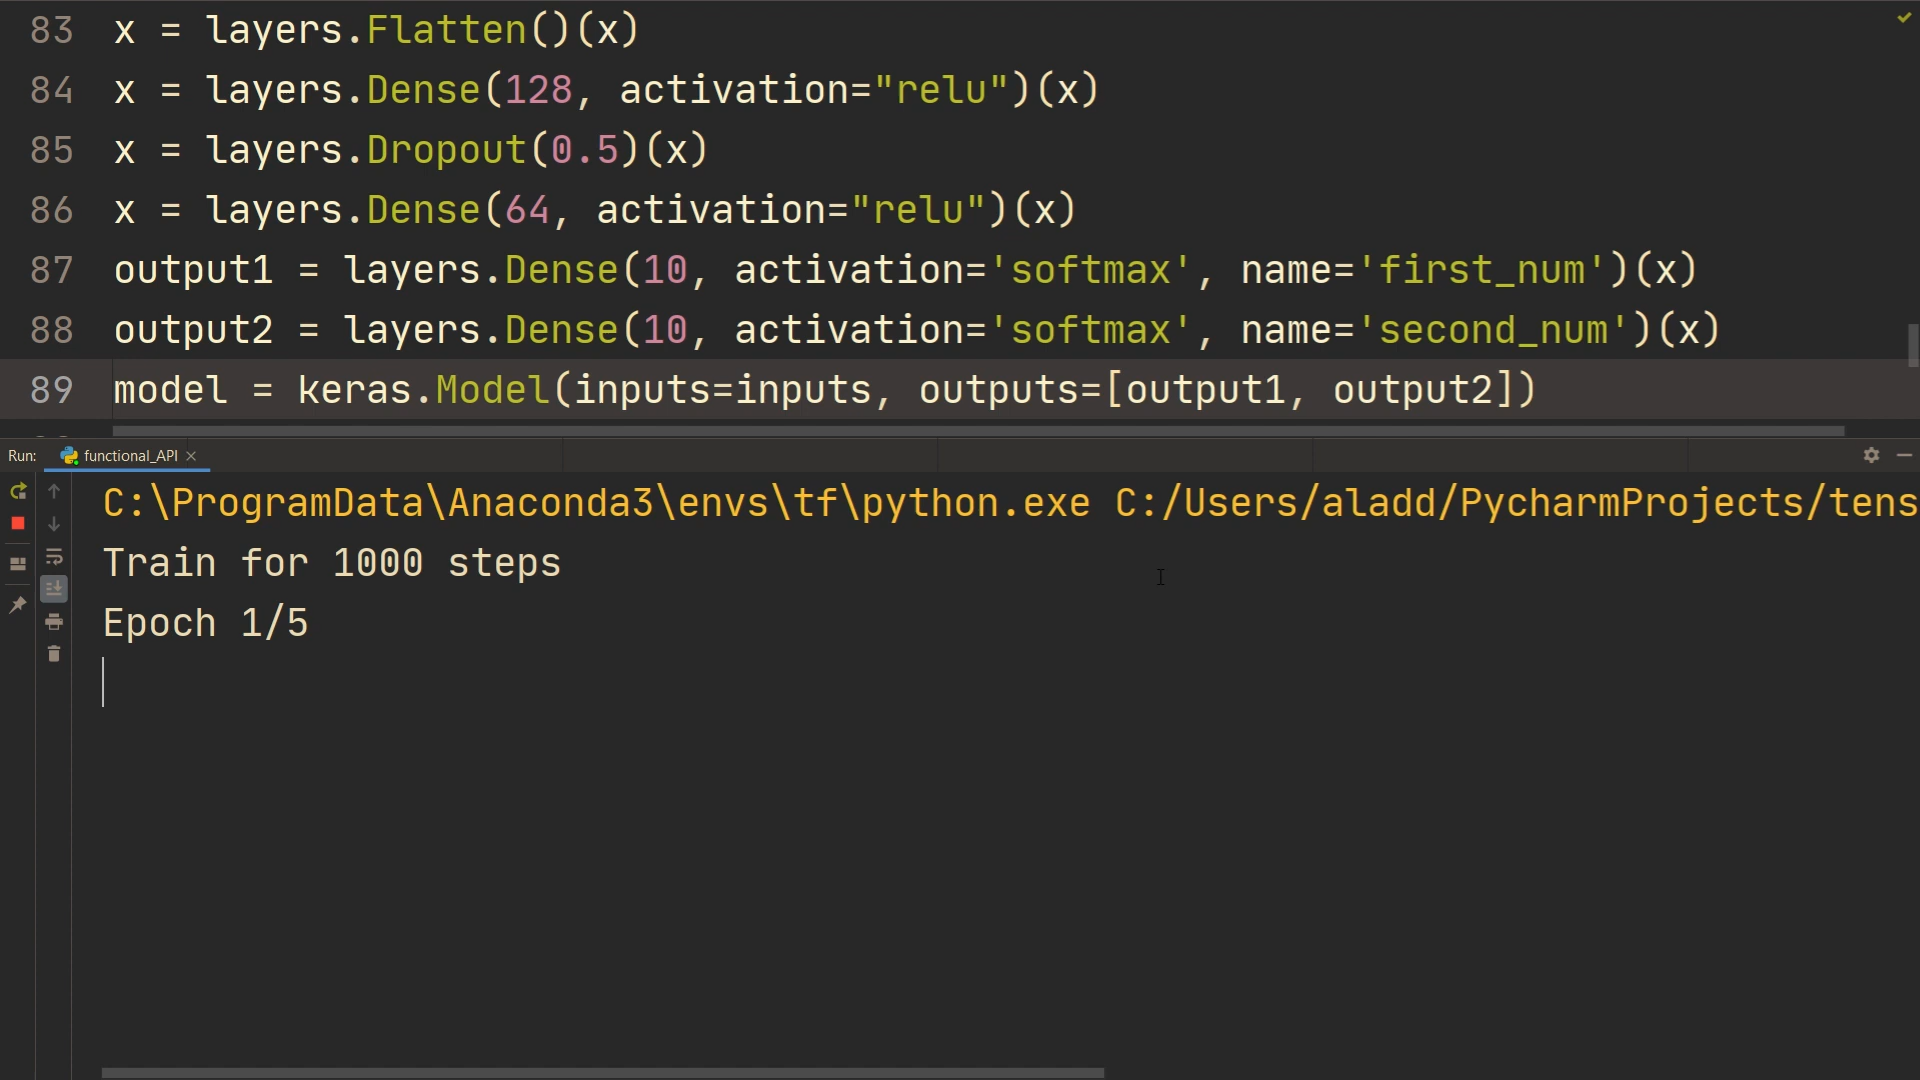 83 x = layers.Flatten()(x)
84 x = layers.Dense(128, activation="relu")(x)
85 x = layers.Dropout(0.5)(x)
86 x = layers.Dense(64, activation="relu")(x)
87 output1 = layers.Dense(10, activation='softmax', name='first_num')(x)
88 output2 = layers.Dense(10, activation='softmax', name='second_num')(x)
89 model = keras.Model(inputs=inputs, outputs=[output1, output2])
Run: functional_API
C:\ProgramData\Anaconda3\envs\tf\python.exe C:/Users/aladd/PycharmProjects/tens
Train for 1000 steps
Epoch 1/5